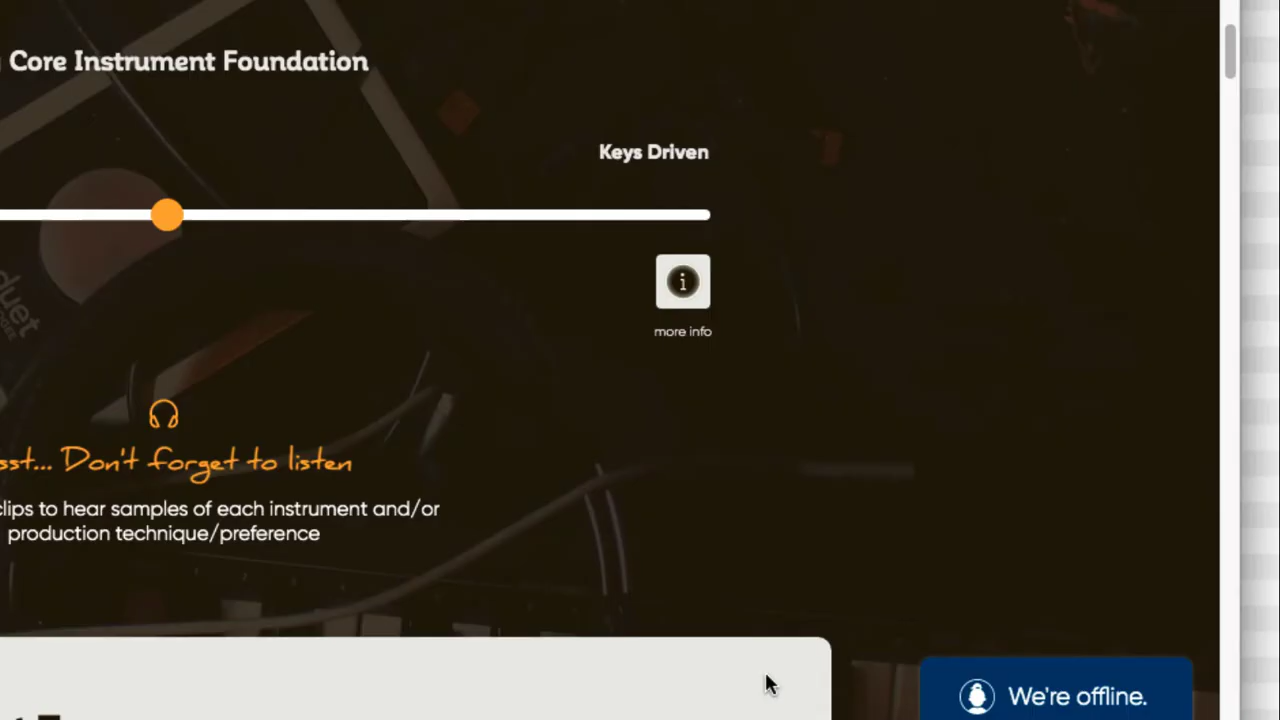 Core Instrument Foundation
Keys Driven
duet
i
more info
Don't forget to listen
clips to hear samples of each instrument and/or
production technique/preference
We're offline.